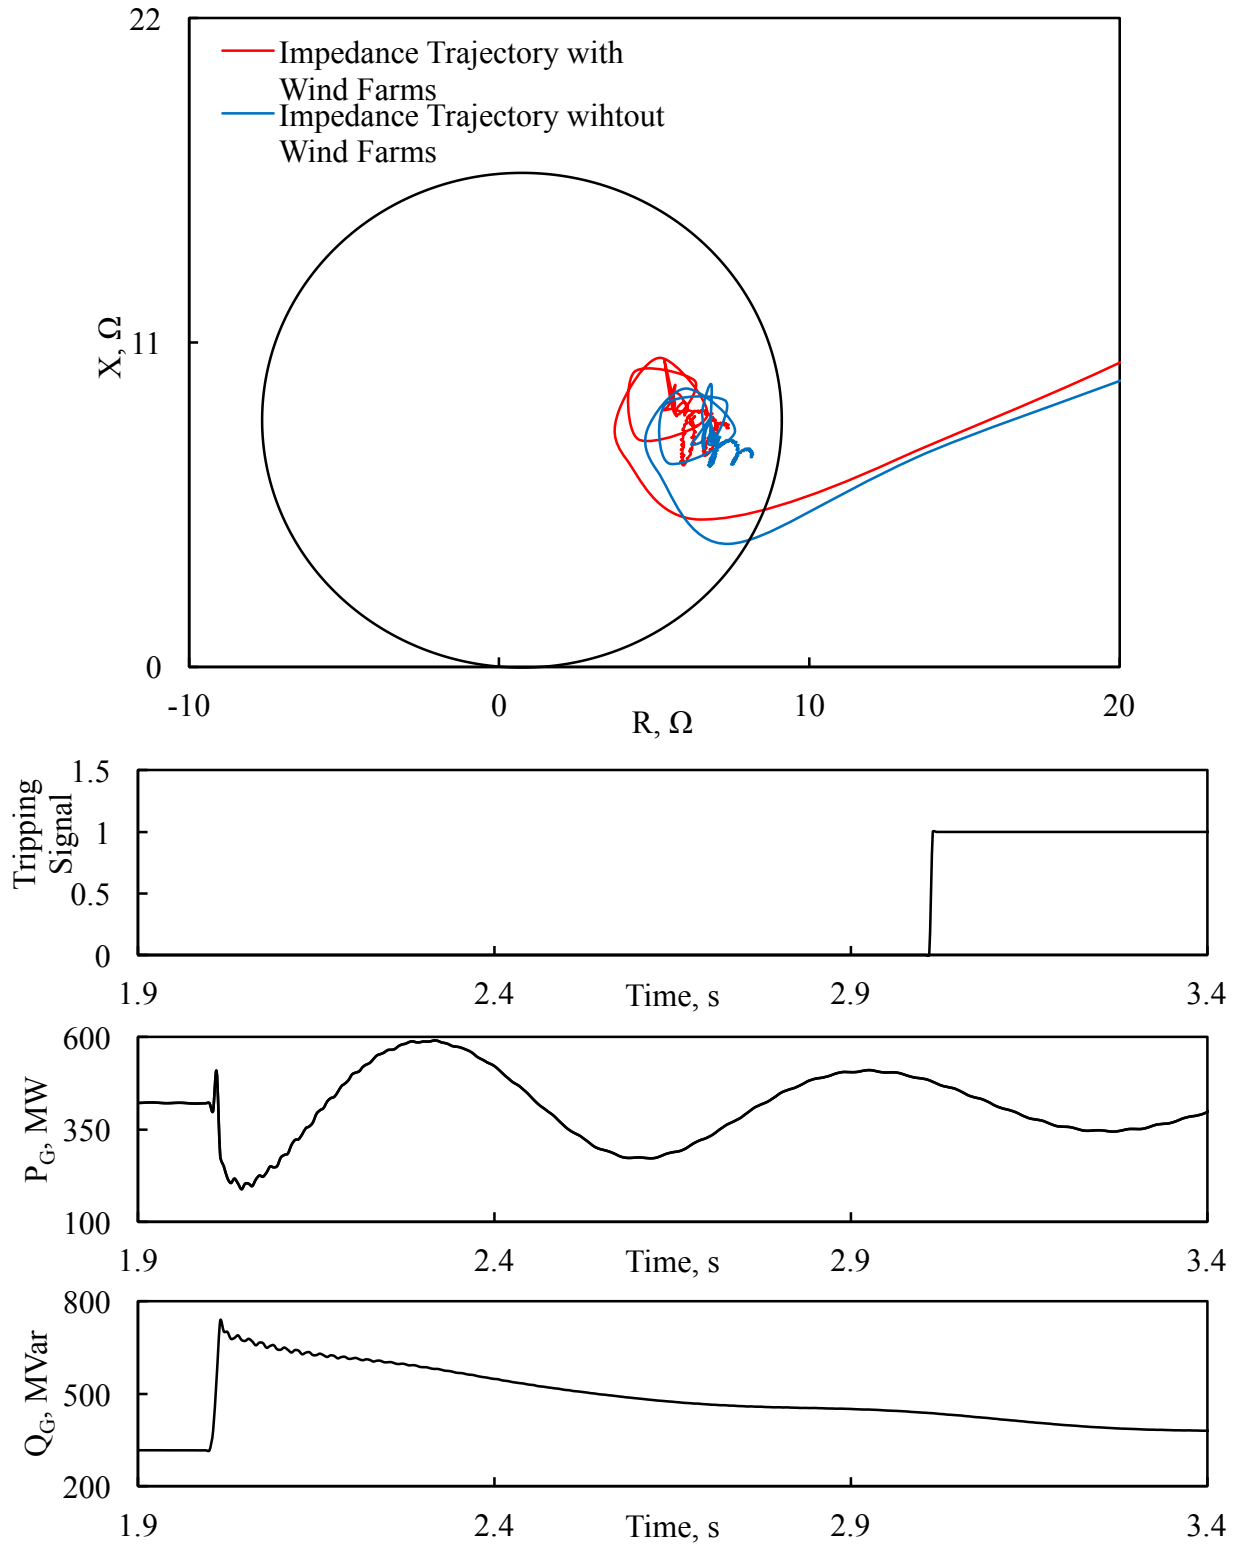 22
Impedance Trajectory with
Wind Farms
Impedance Trajectory wihtout
Wind Farms
X, Ω
11
0
-10
0
10
20
R, Ω
Tripping
Signal
1.5
1
0.5
0
1.9
2.4
Time, s
2.9
3.4
P_G, MW
600
350
100
1.9
2.4
Time, s
2.9
3.4
Q_G, MVar
800
500
200
1.9
2.4
Time, s
2.9
3.4